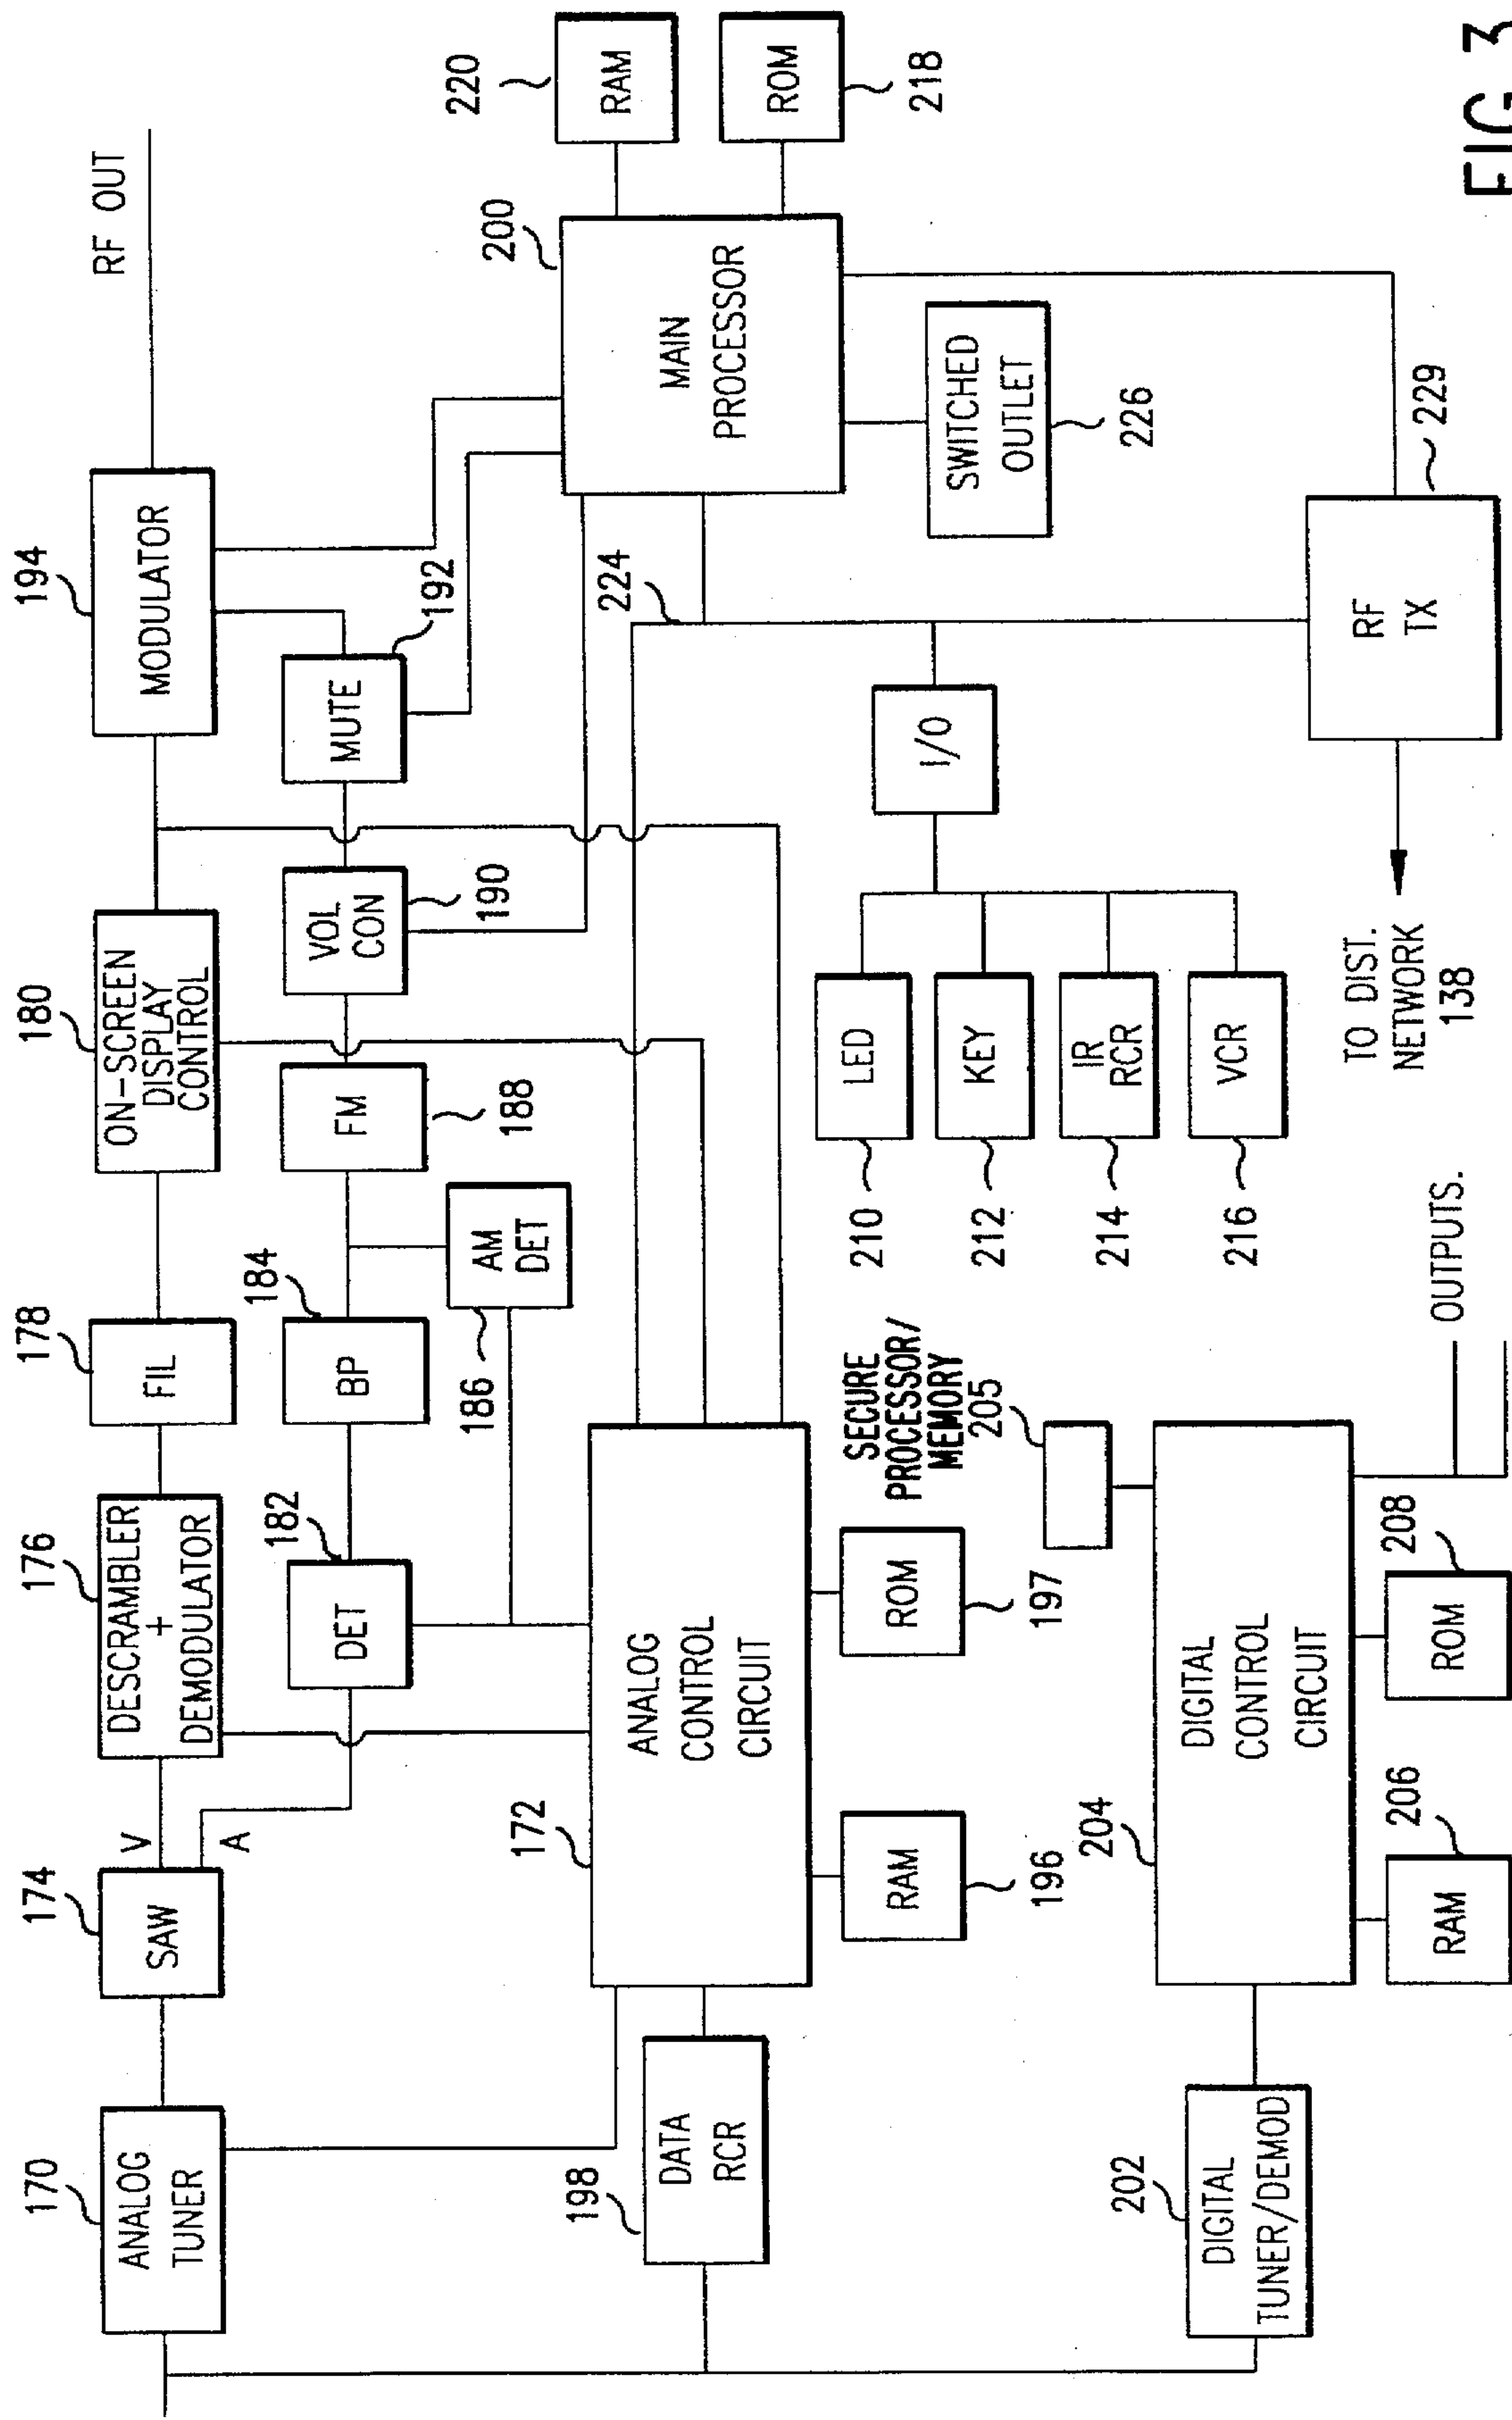 170
ANALOG
TUNER
174
SAW
V
A
176
DESCRAMBLER
+
DEMODULATOR
178
FIL
180
ON-SCREEN
DISPLAY
CONTROL
194
MODULATOR
RF OUT
182
DET
184
BP
186
AM
DET
FM
188
VOL
CON
190
MUTE
192
198
DATA
RCR
172
ANALOG
CONTROL
CIRCUIT
RAM
196
ROM
197
200
MAIN
PROCESSOR
220
RAM
ROM
218
224
SWITCHED
OUTLET
226
I/O
210
LED
212
KEY
214
IR
RCR
216
VCR
RF
TX
229
TO DIST.
NETWORK
138
202
DIGITAL
TUNER/DEMOD
204
DIGITAL
CONTROL
CIRCUIT
SECURE
PROCESSOR/
MEMORY
205
206
RAM
208
ROM
OUTPUTS.
FIG 3